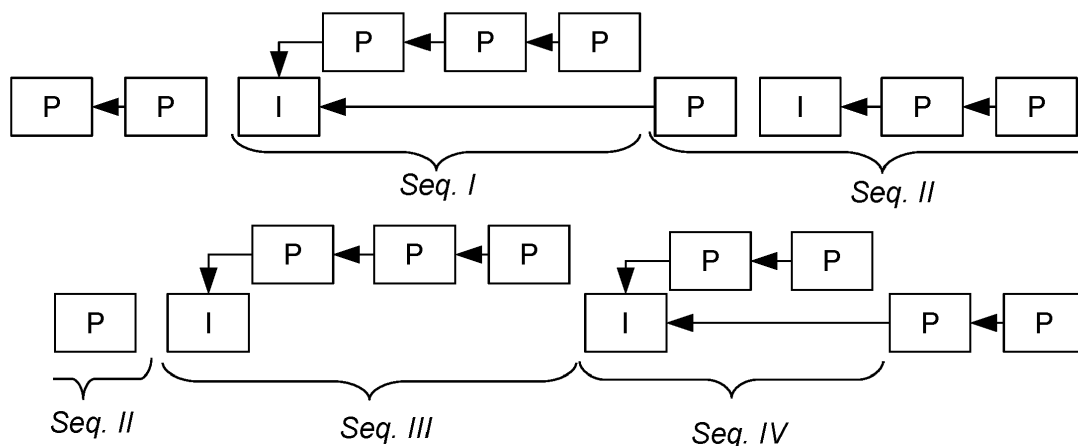 P P P
P P I P I P P
Seq. I Seq. II
P P P P P
P I I P P
Seq. II Seq. III Seq. IV